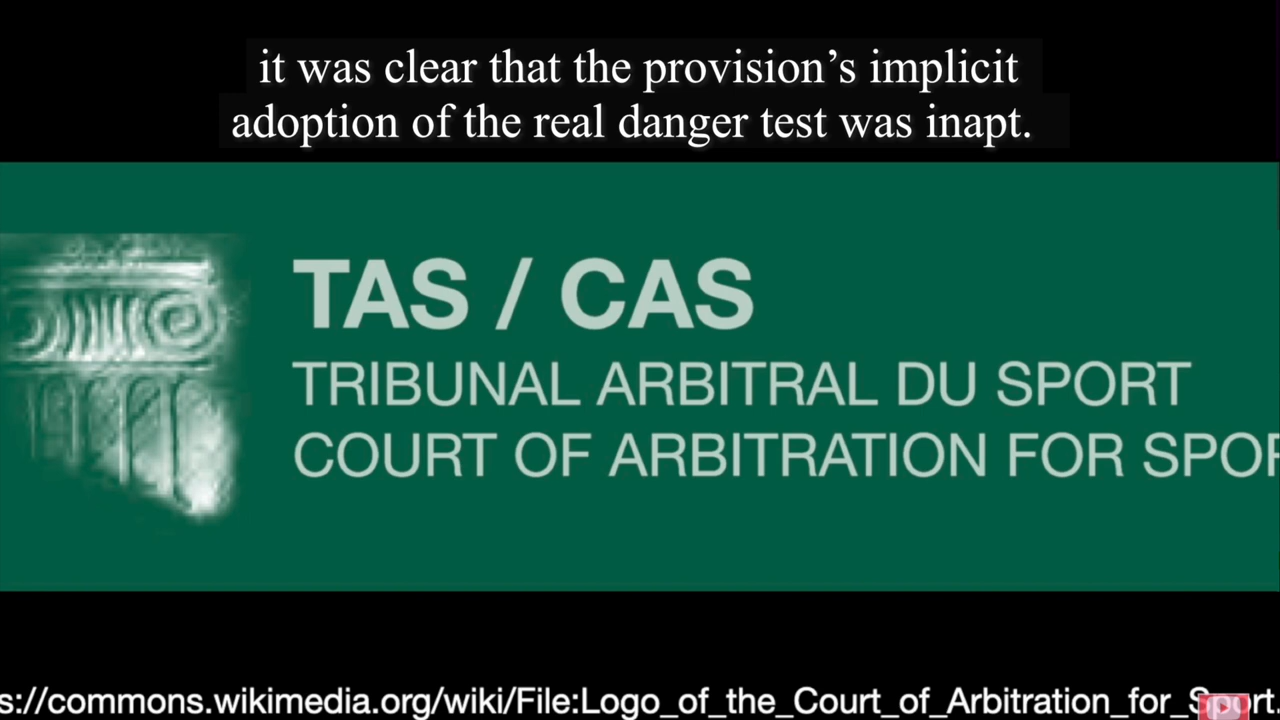 it was clear that the provision’s implicit
adoption of the real danger test was inapt.
TAS / CAS
TRIBUNAL ARBITRAL DU SPORT
COURT OF ARBITRATION FOR SPOR
s://commons.wikimedia.org/wiki/File:Logo_of_the_Court_of_Arbitration_for_Sport.